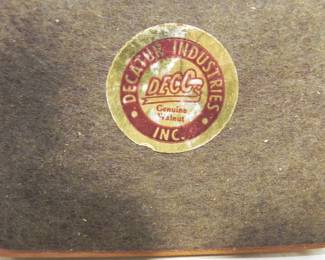 DECATUR INDUSTRIES
DECCO
Genuine
Walnut
INC.